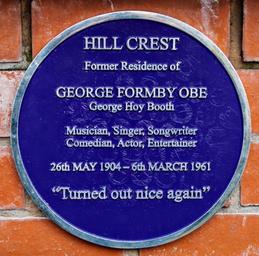 HILL CREST
Former Residence of
GEORGE FORMBY OBE
George Hoy Booth
Musician, Singer, Songwriter
Comedian, Actor, Entertainer
26th MAY 1904 – 6th MARCH 1961
"Turned out nice again"